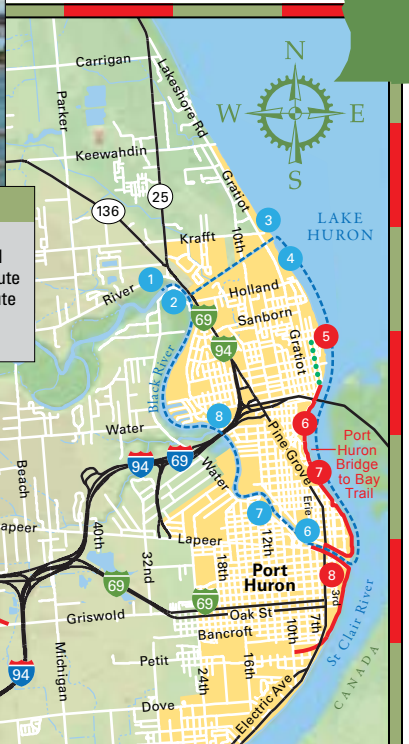 N
W
E
S
Carrigan
Lakeshore Rd
Parker
Keewahdin
25
136
Gratiot
3
LAKE
HURON
10th
Krafft
4
d
ute
ute
1
River
2
Holland
69
Sanborn
5
94
Gratiot
Black River
8
6
Water
Pine Grove
Port
Huron
Bridge
to Bay
Trail
94
69
Water
7
Beach
Erie
7
6
apeer
40th
Lapeer
12th
32nd
18th
Port
Huron
8
69
69
3rd
Griswold
Oak St
7th
Bancroft
10th
St Clair River
Michigan
Petit
16th
94
24th
CANADA
Dove
Electric Ave